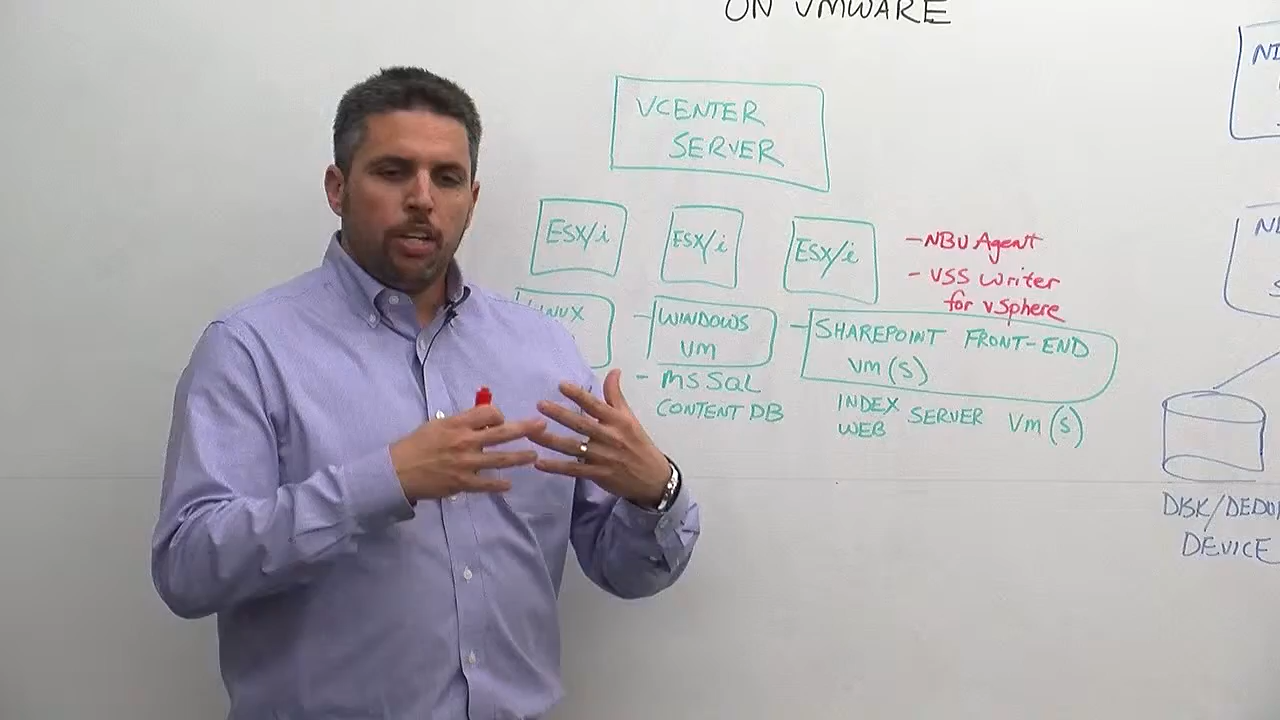 ON VMWARE
VCENTER
SERVER
ESX/i
ESX/i
ESX/i
-NBU Agent
- VSS Writer
for vSphere
WINDOWS
VM
- MS SQL
CONTENT DB
SHAREPOINT FRONT-END
VM(S)
INDEX SERVER VM(S)
WEB
DISK/DEDU
DEVICE